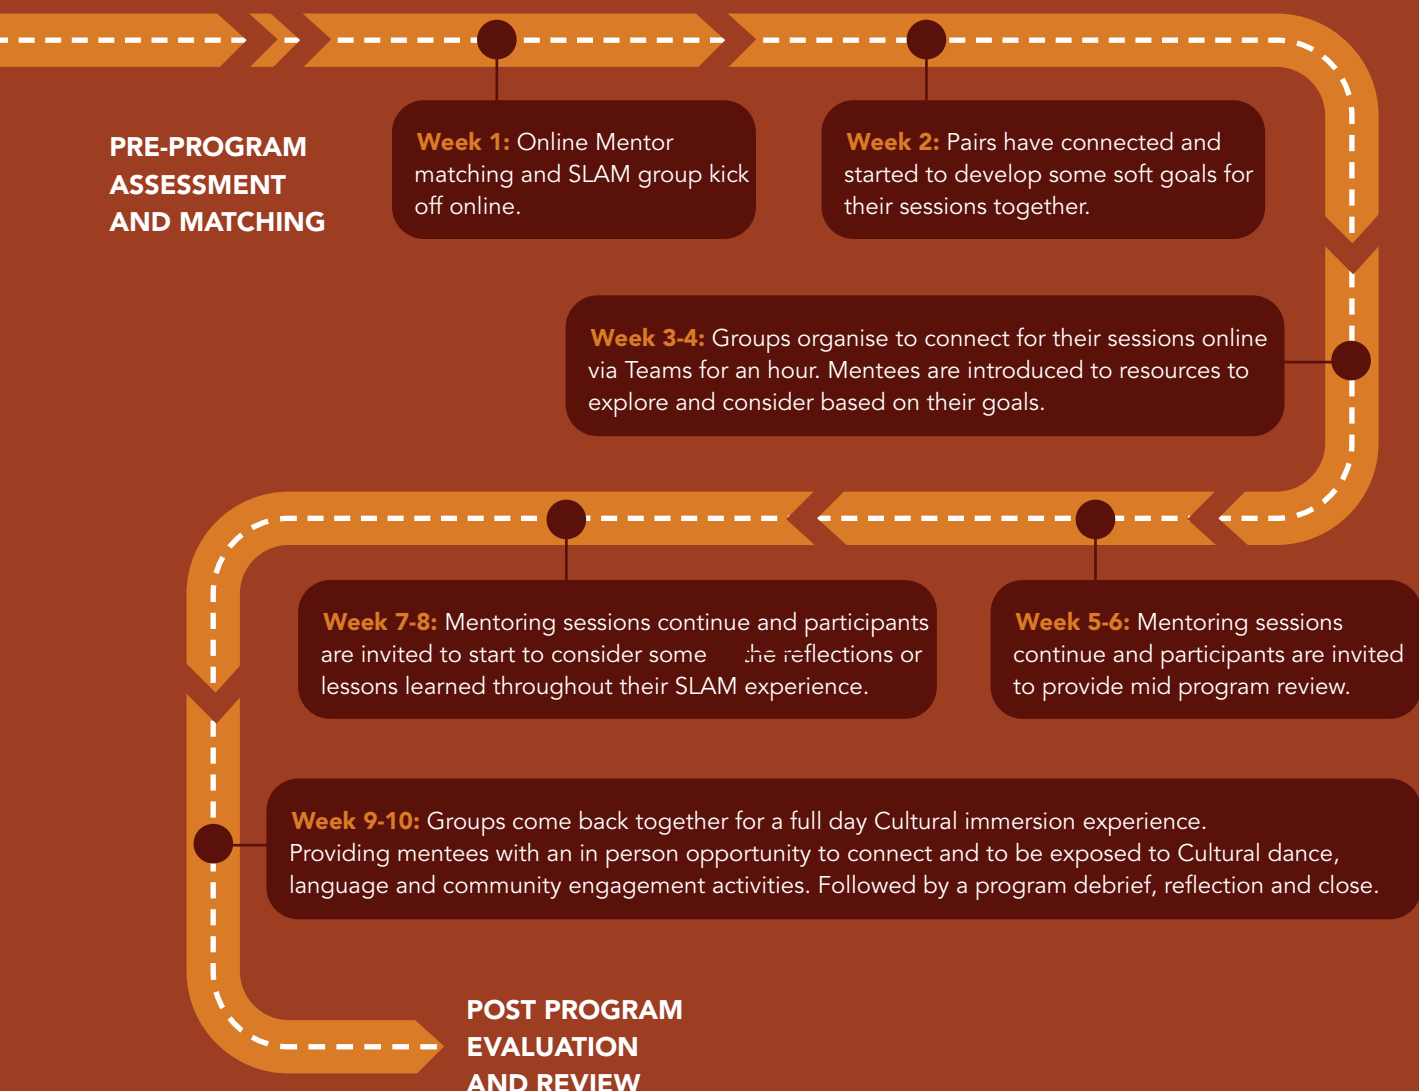 PRE-PROGRAM
ASSESSMENT
AND MATCHING
Week 1: Online Mentor
matching and SLAM group kick
off online.
Week 2: Pairs have connected and
started to develop some soft goals for
their sessions together.
Week 3-4: Groups organise to connect for their sessions online
via Teams for an hour. Mentees are introduced to resources to
explore and consider based on their goals.
Week 5-6: Mentoring sessions
continue and participants are invited
to provide mid program review.
Week 7-8: Mentoring sessions continue and participants
are invited to start to consider some the reflections or
lessons learned throughout their SLAM experience.
Week 9-10: Groups come back together for a full day Cultural immersion experience.
Providing mentees with an in person opportunity to connect and to be exposed to Cultural dance,
language and community engagement activities. Followed by a program debrief, reflection and close.
POST PROGRAM
EVALUATION
AND REVIEW